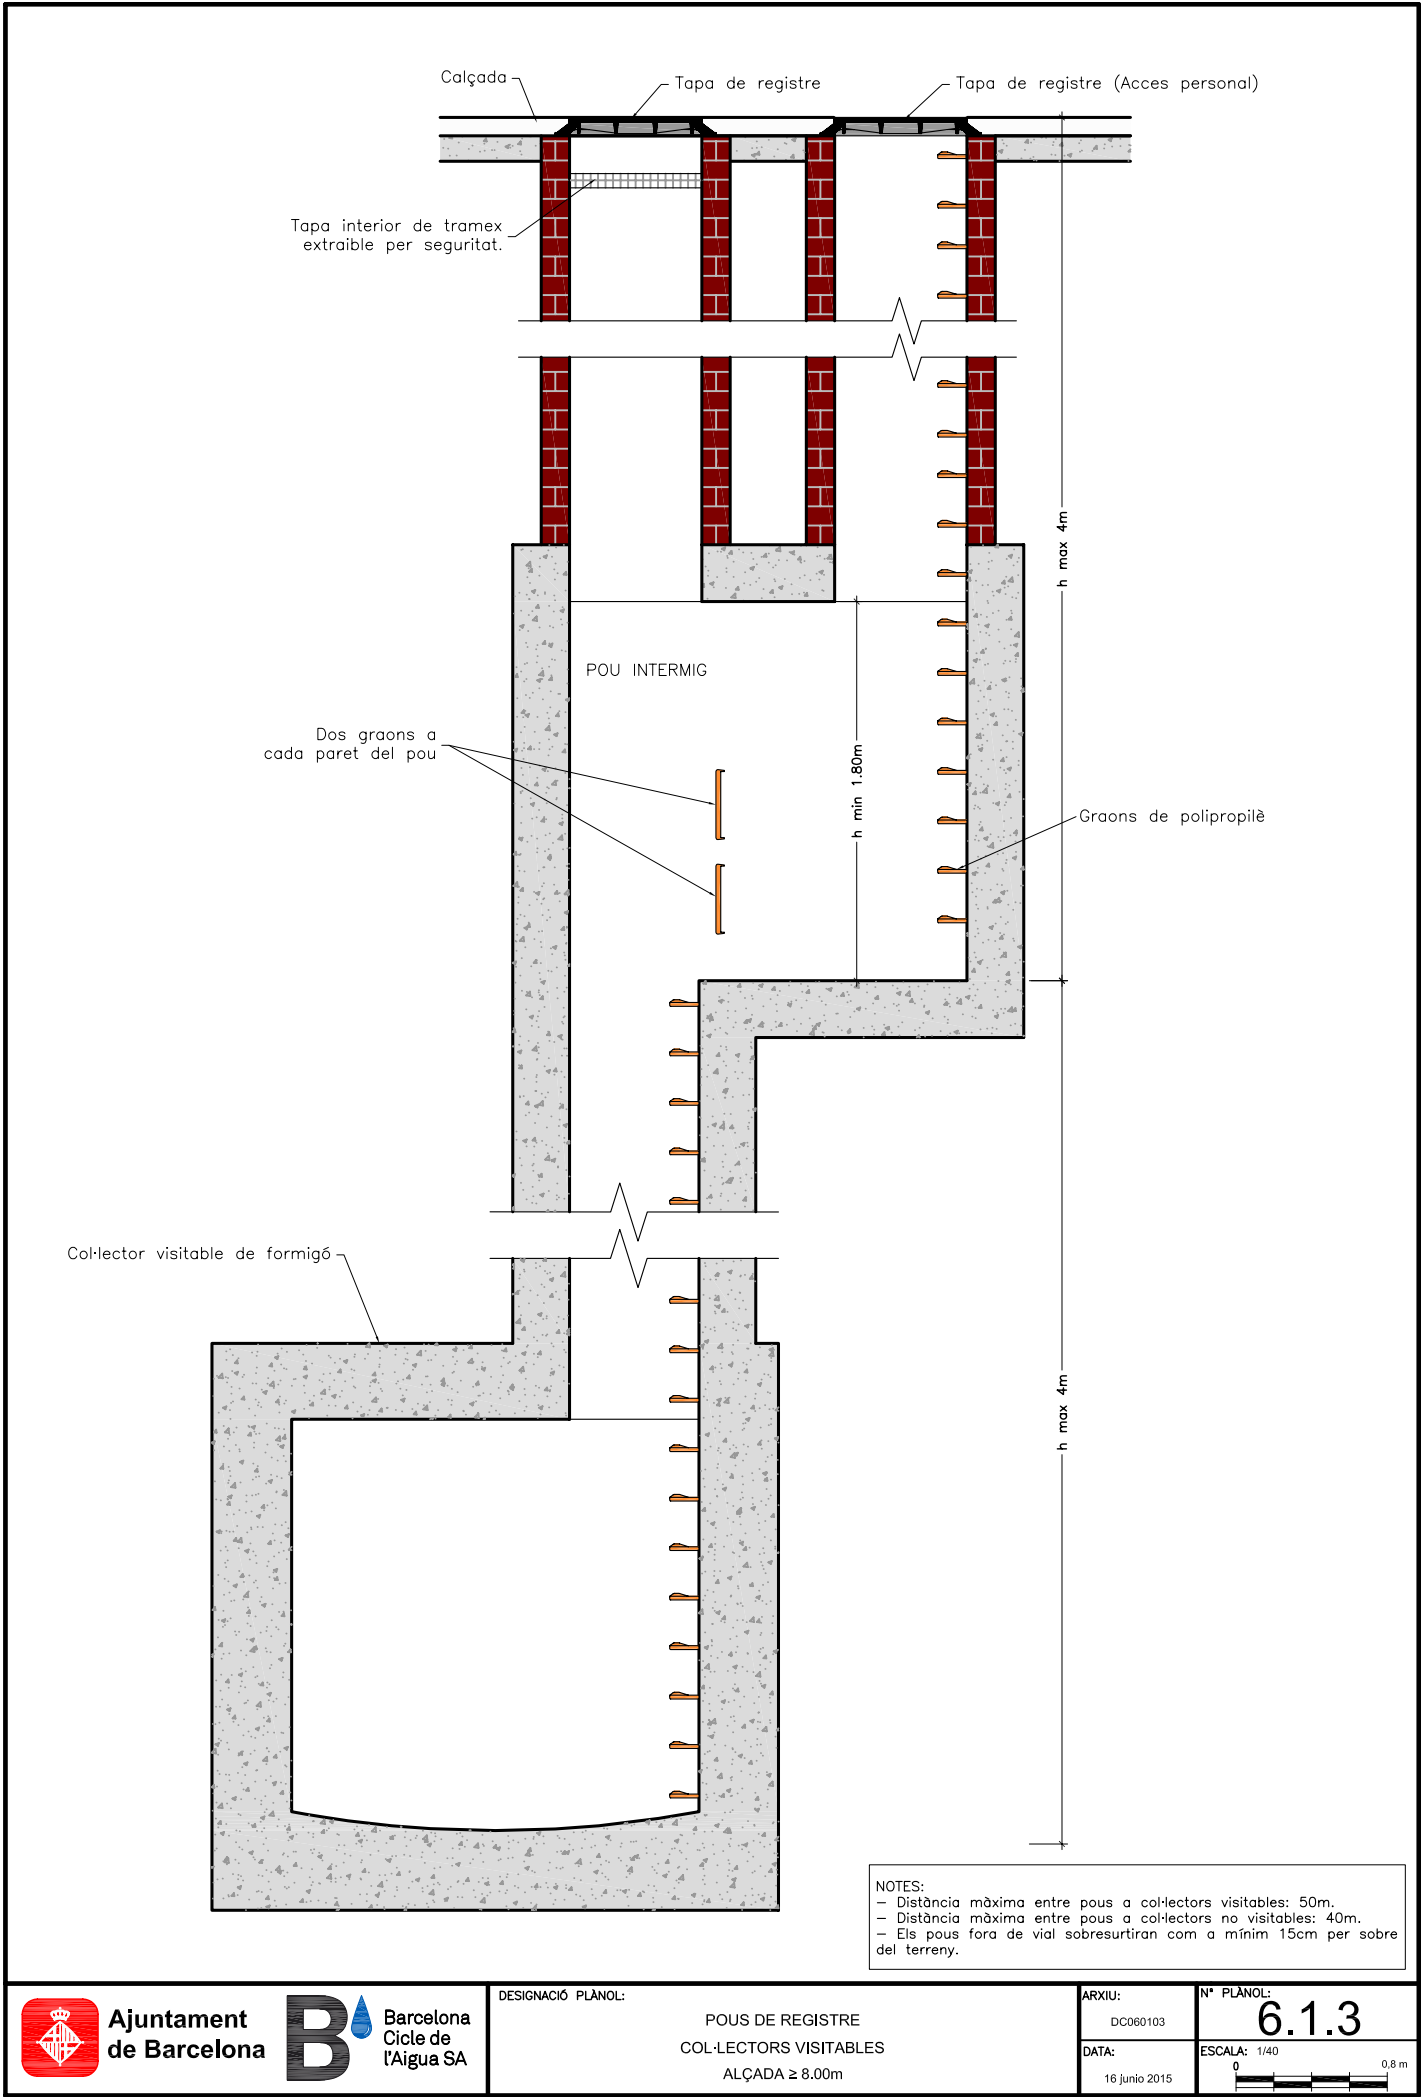 Calçada
Tapa de registre
Tapa de registre (Acces personal)
Tapa interior de tramex
extraible per seguritat.
h max 4m
POU INTERMIG
Dos graons a
cada paret del pou
h min 1.80m
Graons de polipropilè
Col·lector visitable de formigó
h max 4m
NOTES:
– Distància màxima entre pous a col·lectors visitables: 50m.
– Distància màxima entre pous a col·lectors no visitables: 40m.
– Els pous fora de vial sobresurtiran com a mínim 15cm per sobre
del terreny.
Ajuntament
de Barcelona
B
Barcelona
Cicle de
l'Aigua SA
DESIGNACIÓ PLÀNOL:
POUS DE REGISTRE
COL·LECTORS VISITABLES
ALÇADA ≥ 8.00m
ARXIU:
DC060103
DATA:
16 junio 2015
Nº PLÀNOL:
6.1.3
ESCALA: 1/40
0 0,8 m